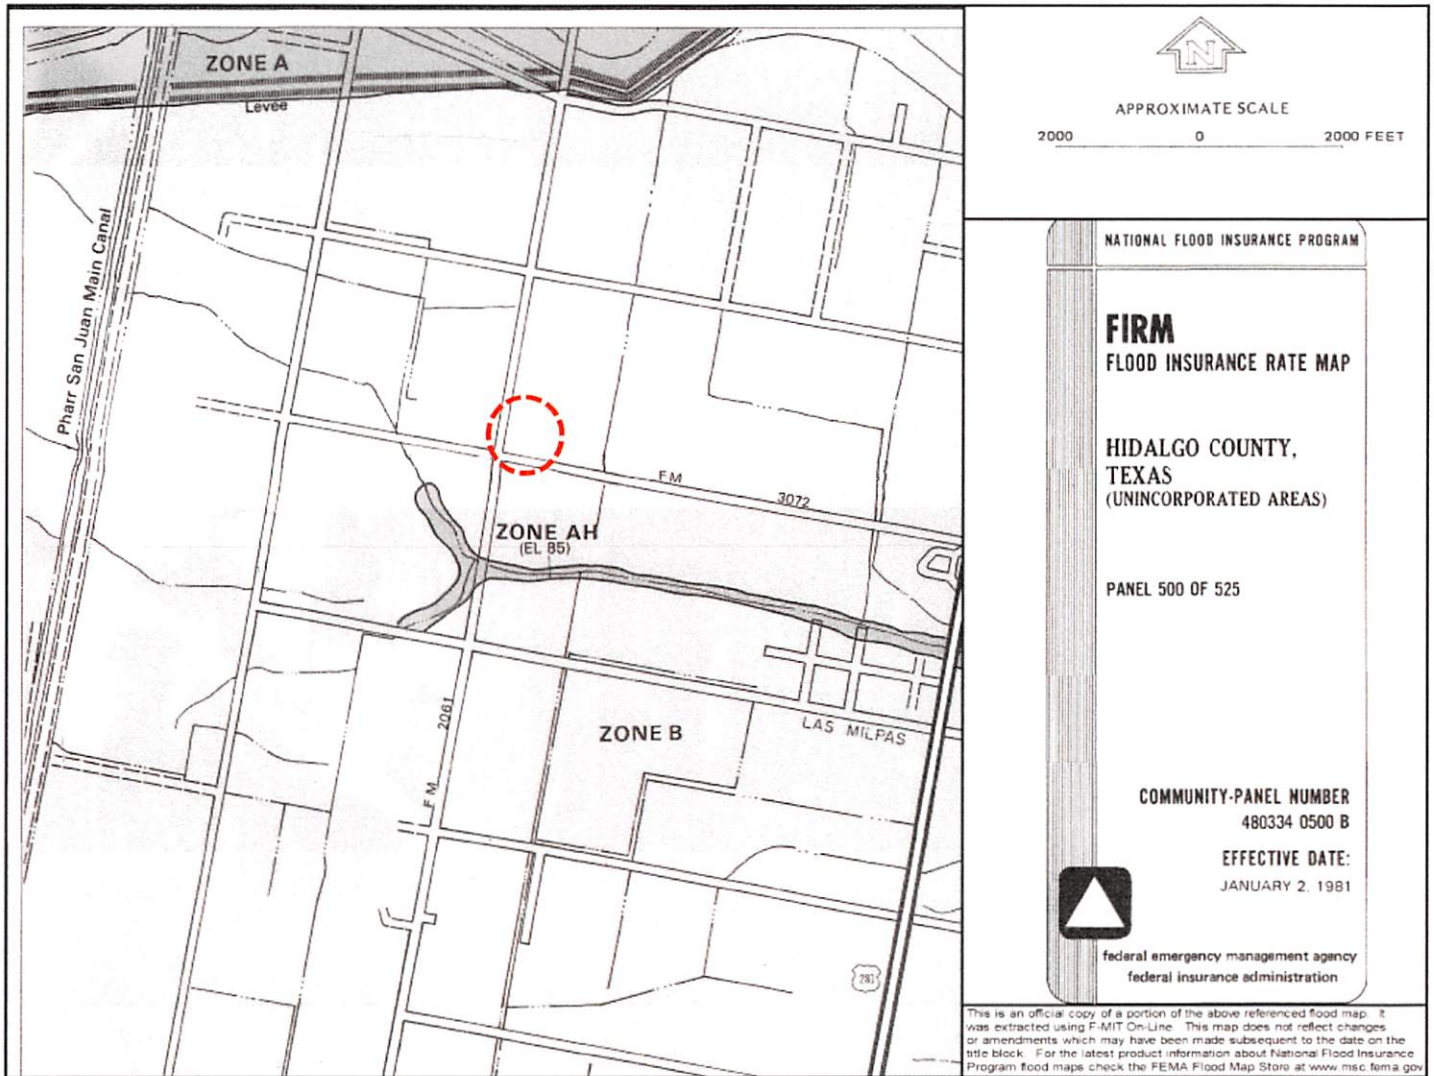 ZONE A
Levee
Pharr San Juan Main Canal
FM
3072
ZONE AH
(EL 85)
FM 2061
ZONE B
LAS MILPAS
281
N
APPROXIMATE SCALE
2000 0 2000 FEET
NATIONAL FLOOD INSURANCE PROGRAM
FIRM
FLOOD INSURANCE RATE MAP
HIDALGO COUNTY,
TEXAS
(UNINCORPORATED AREAS)
PANEL 500 OF 525
COMMUNITY-PANEL NUMBER
480334 0500 B
EFFECTIVE DATE:
JANUARY 2, 1981
federal emergency management agency
federal insurance administration
This is an official copy of a portion of the above referenced flood map. It
was extracted using F-MIT On-Line. This map does not reflect changes
or amendments which may have been made subsequent to the date on the
title block. For the latest product information about National Flood Insurance
Program flood maps check the FEMA Flood Map Store at www.msc.fema.gov